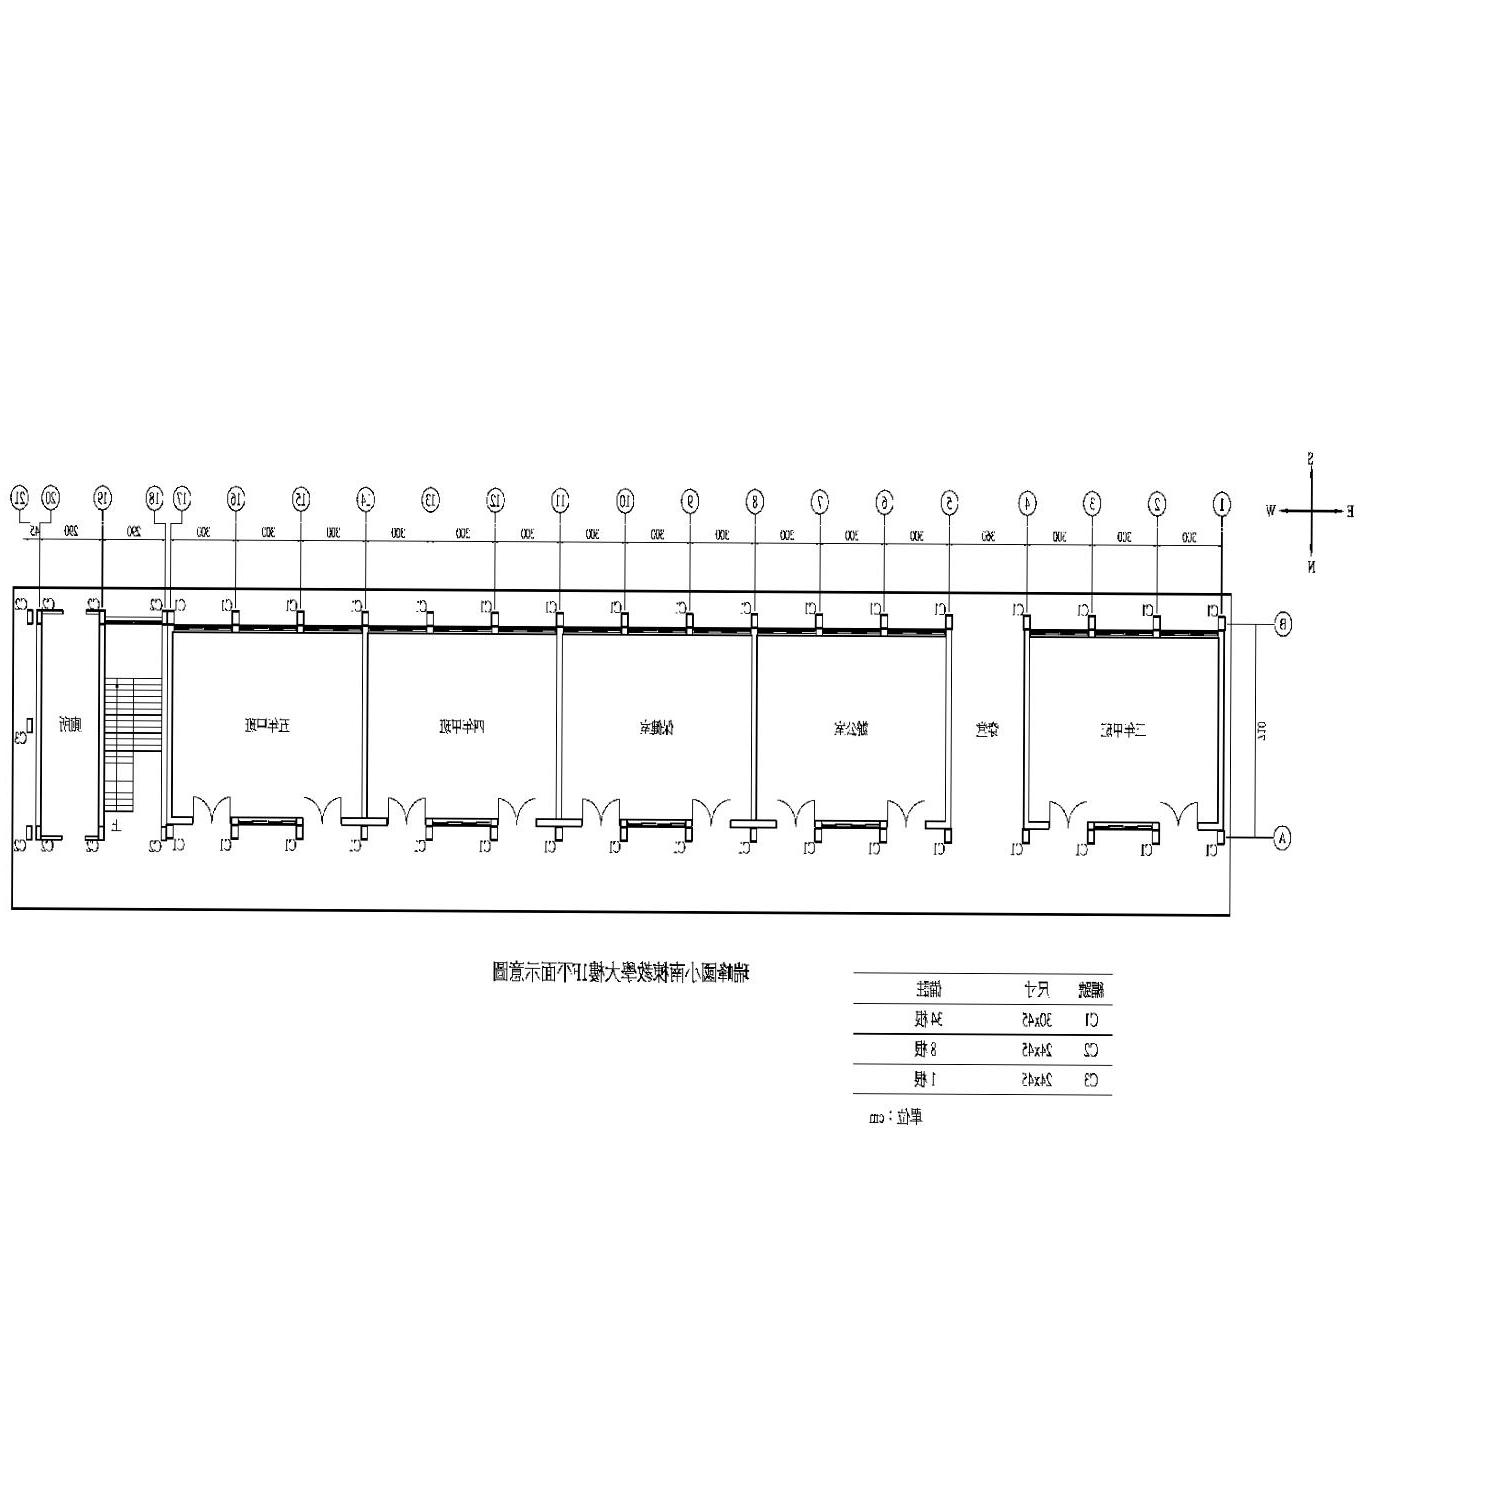 S
E W
N
1 2 3 4 5 6 7 8 9 10 11 12 13 14 15 16 17 18 19 20 21
300 300 300 360 300 300 300 300 300 300 300 300 300 300 300 300 290 290 45
C1 C1 C1 C1 C1 C1 C1 C1 C1 C1 C1 C1 C1 C1 C1 C1 C1 C2 C2 C2 C2
B
710
三年甲班
辦公室
保健室
四年甲班
五年甲班
廁所
C3
上
A
C1 C1 C1 C1 C1 C1 C1 C1 C1 C1 C1 C1 C1 C1 C1 C1 C1 C2 C2 C2 C2
瑞峰國小南棟教學大樓1F平面示意圖
編號 尺寸 備註
C1 30x45 34根
C2 24x45 8根
C3 24x45 1根
單位：cm